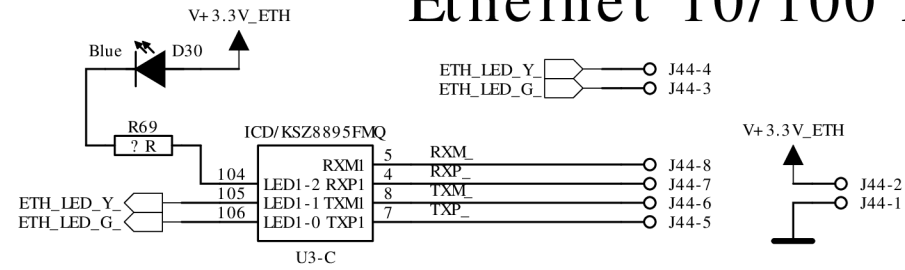 Ethernet 10/100
V+3.3V_ETH
Blue
D30
ETH_LED_Y_
J44-4
ETH_LED_G_
J44-3
R69
? R
ICD/KSZ8895FMQ
V+3.3V_ETH
5
RXM_
104
RXM1
J44-8
4
RXP_
LED1-2 RXP1
J44-7
J44-2
105
8
TXM_
ETH_LED_Y_
LED1-1 TXM1
J44-6
J44-1
106
7
TXP_
ETH_LED_G_
LED1-0 TXP1
J44-5
U3-C